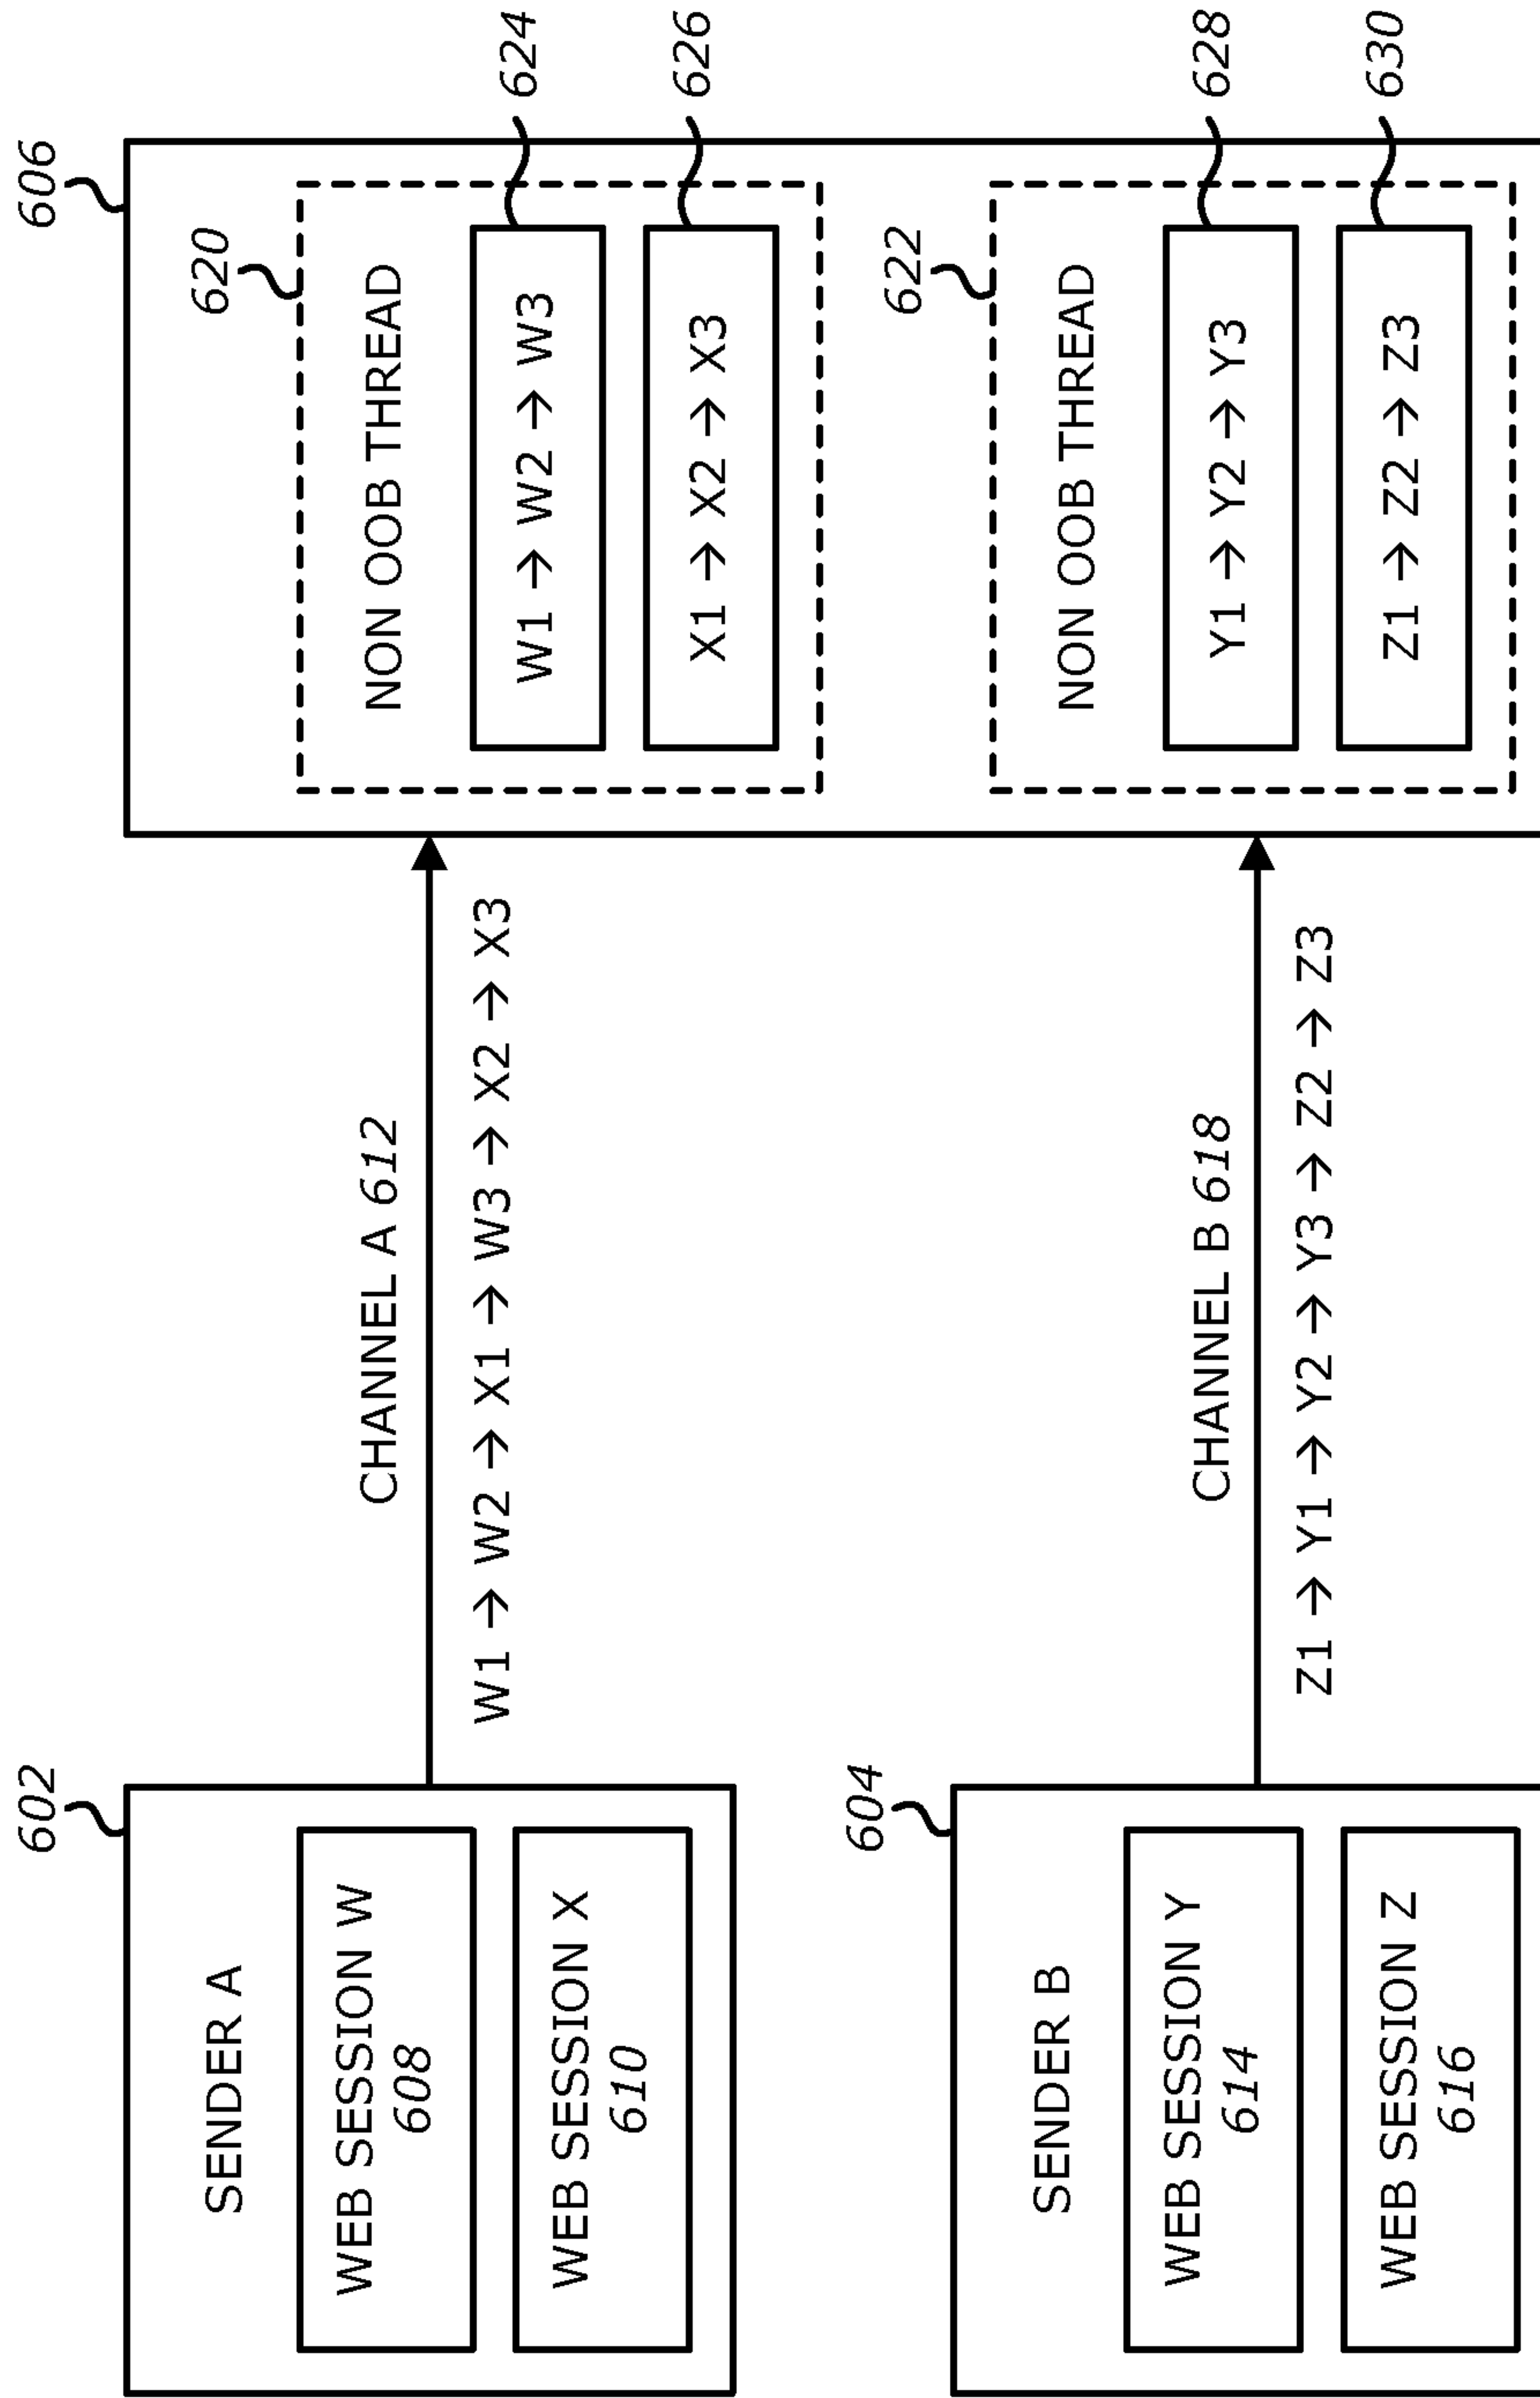 602
SENDER A
WEB SESSION W
608
WEB SESSION X
610
CHANNEL A 612
W1 → W2 → X1 → W3 → X2 → X3
606
620
NON OOB THREAD
W1 → W2 → W3
624
X1 → X2 → X3
626
604
SENDER B
WEB SESSION Y
614
WEB SESSION Z
616
CHANNEL B 618
Z1 → Y1 → Y2 → Y3 → Z2 → Z3
622
NON OOB THREAD
Y1 → Y2 → Y3
628
Z1 → Z2 → Z3
630